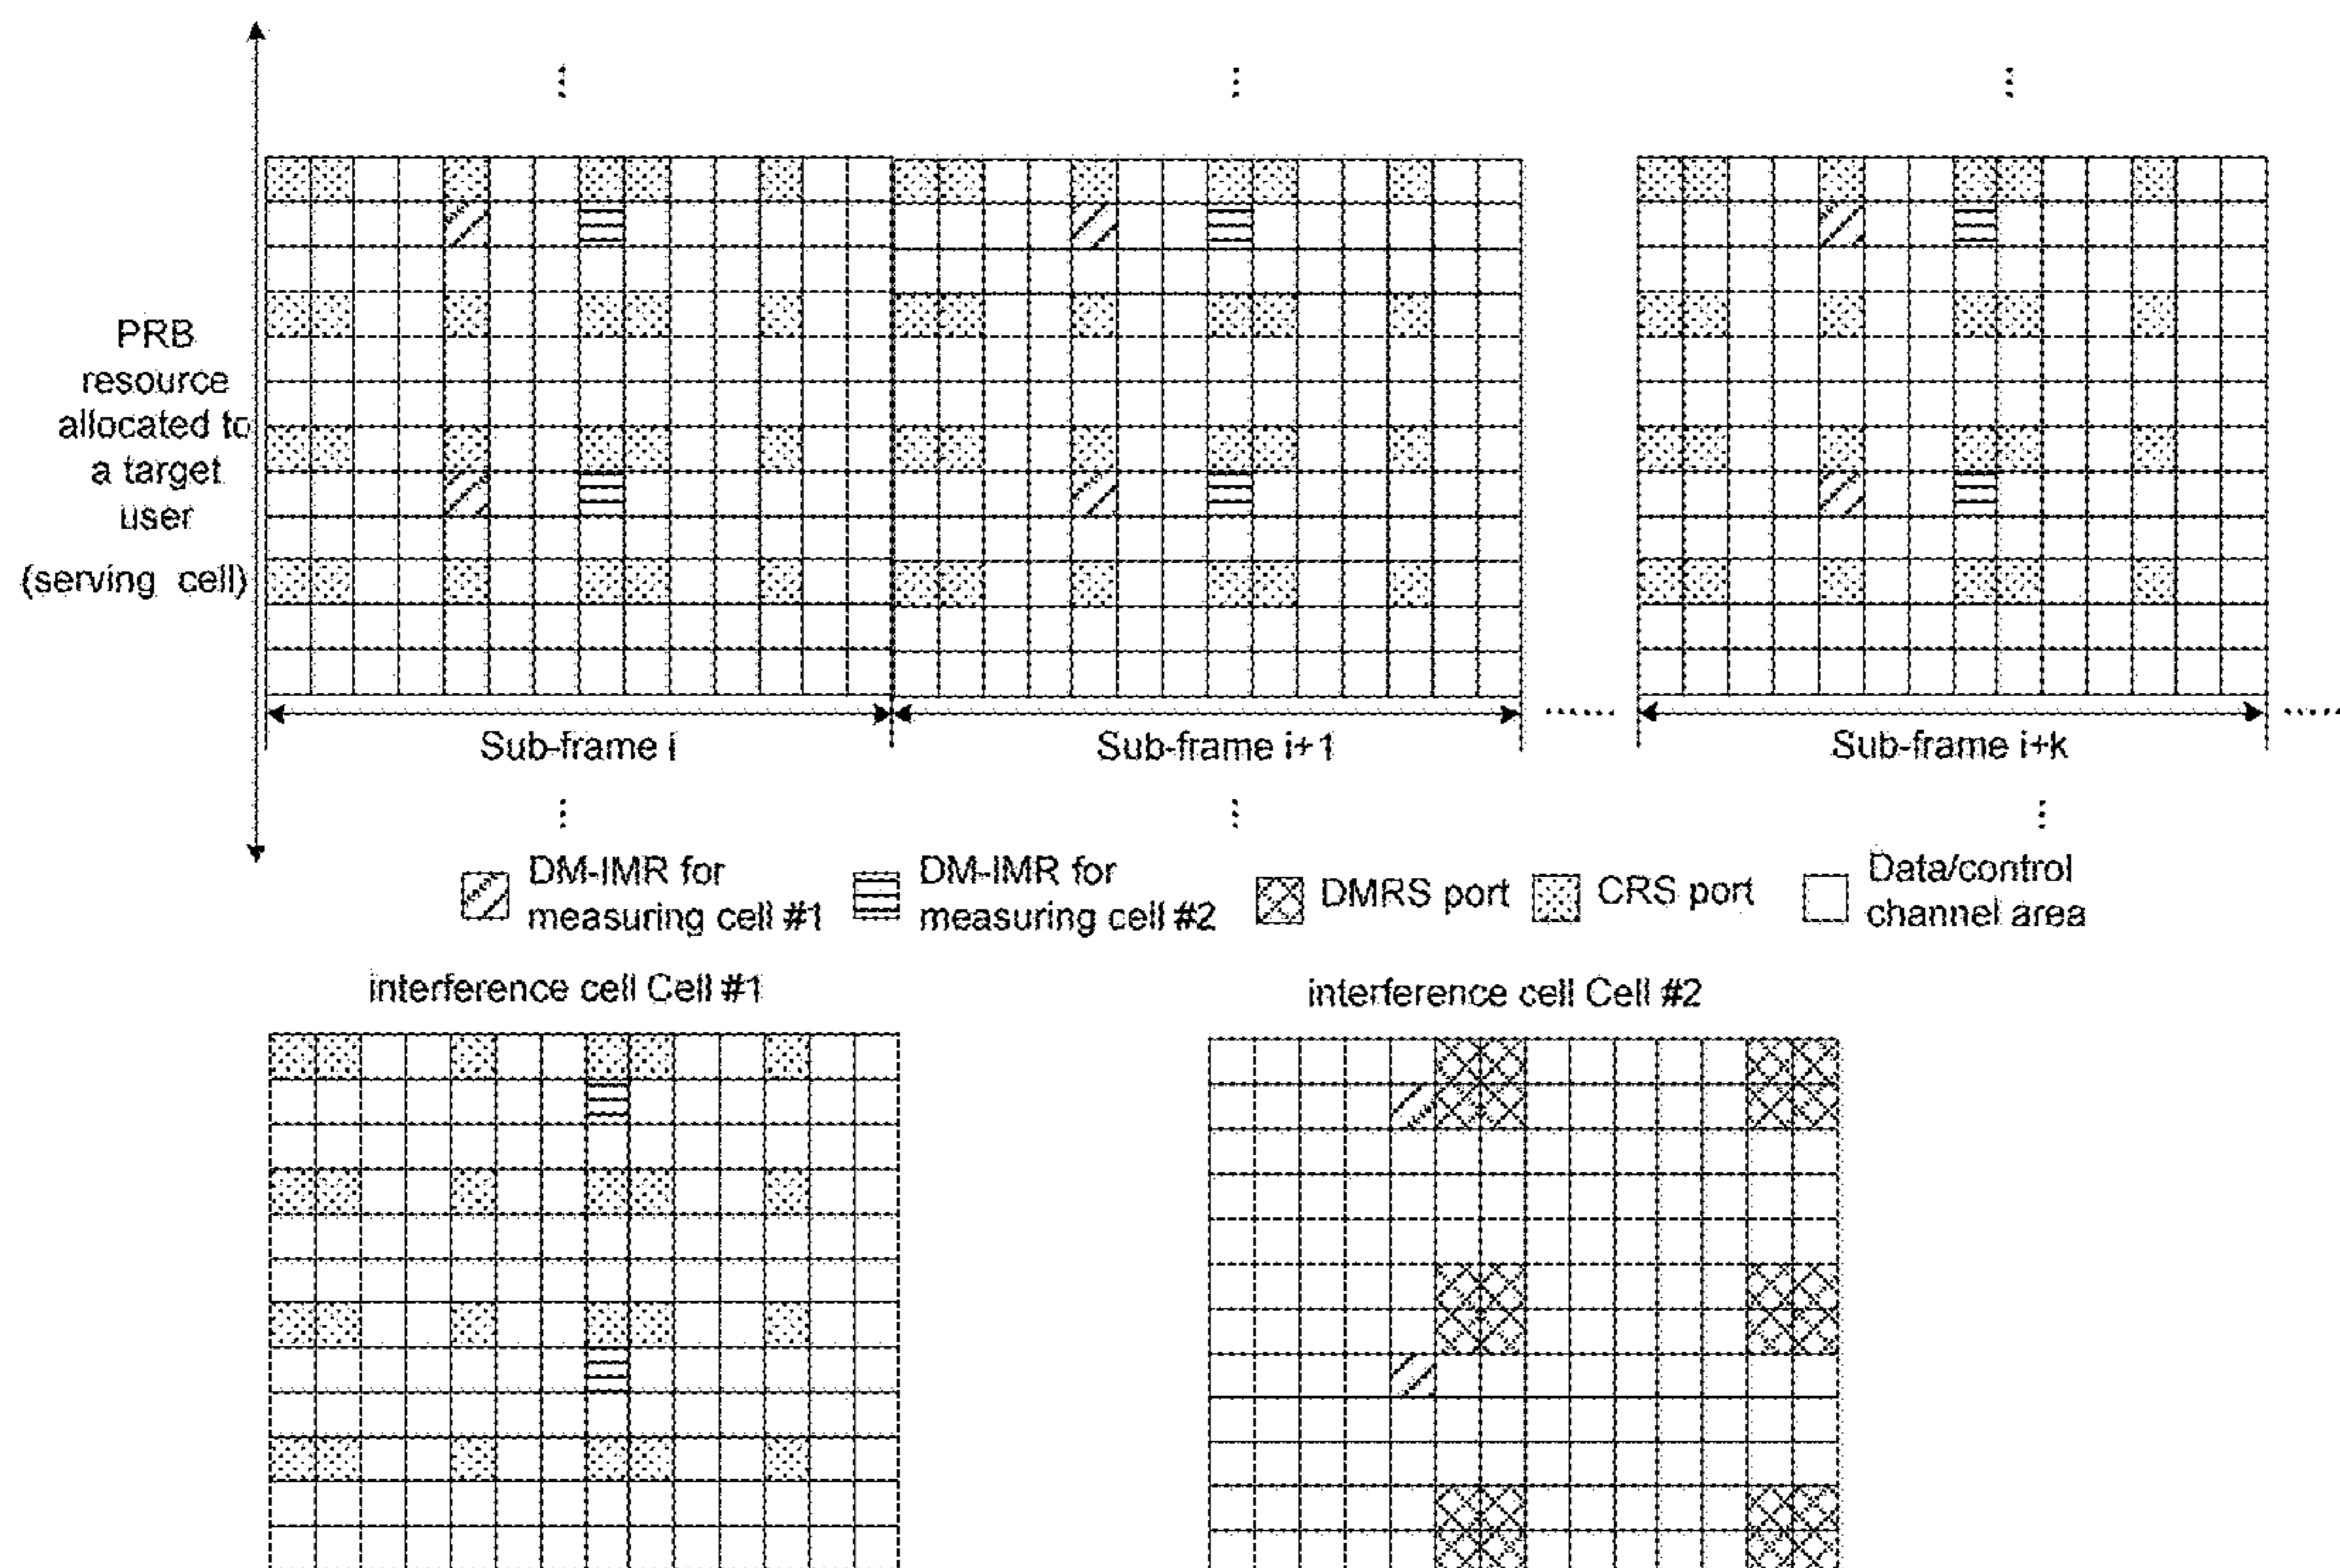 PRB
resource
allocated to
a target
user
(serving cell)
Sub-frame i
Sub-frame i+1
......
Sub-frame i+k
......
DM-IMR for
measuring cell #1
DM-IMR for
measuring cell #2
DMRS port
CRS port
Data/control
channel area
interference cell Cell #1
interference cell Cell #2